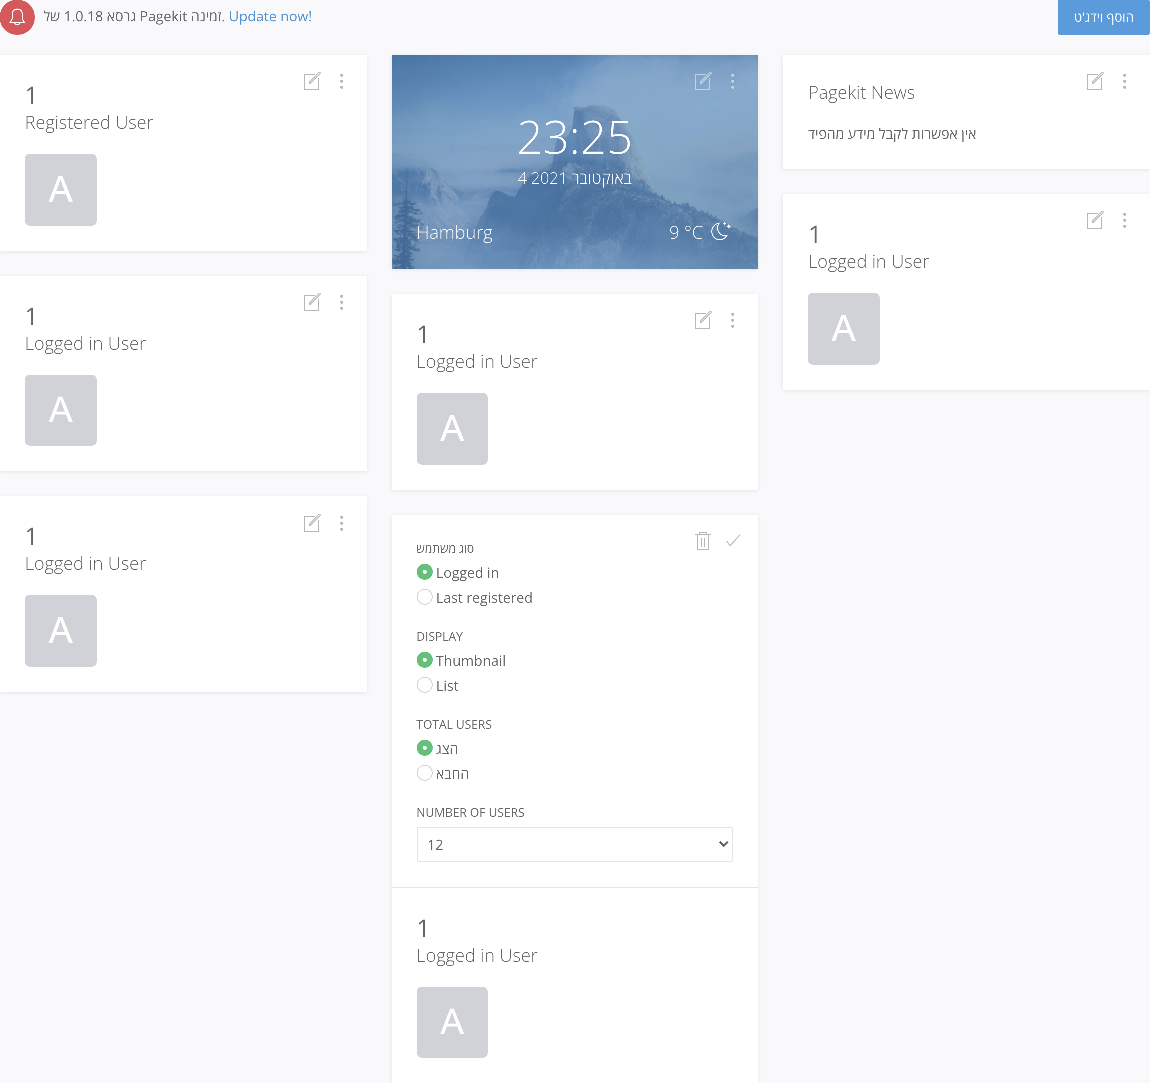 גרסא 1.0.18 של Pagekit זמינה. Update now!
הוסף וידג'ט
1
Registered User
A
1
Logged in User
A
1
Logged in User
A
23:25
4 באוקטובר 2021
Hamburg
9 °C
1
Logged in User
A
סוג משתמש
Logged in
Last registered
DISPLAY
Thumbnail
List
TOTAL USERS
הצג
החבא
NUMBER OF USERS
12
1
Logged in User
A
Pagekit News
אין אפשרות לקבל מידע מהפיד
1
Logged in User
A